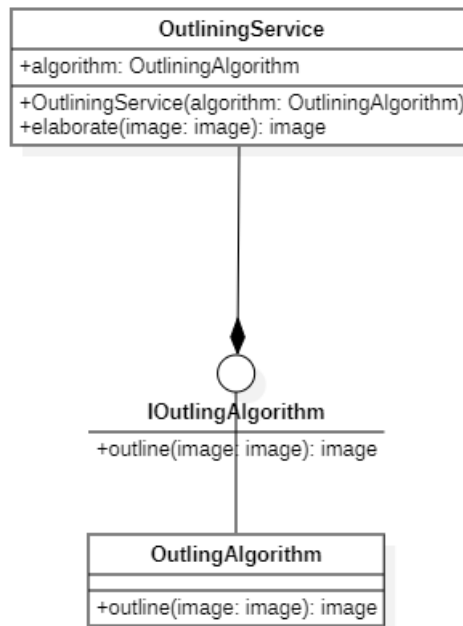 OutliningService
+algorithm: OutliningAlgorithm
+OutliningService(algorithm: OutliningAlgorithm)
+elaborate(image: image): image
IOutlingAlgorithm
+outline(image: image): image
OutlingAlgorithm
+outline(image: image): image